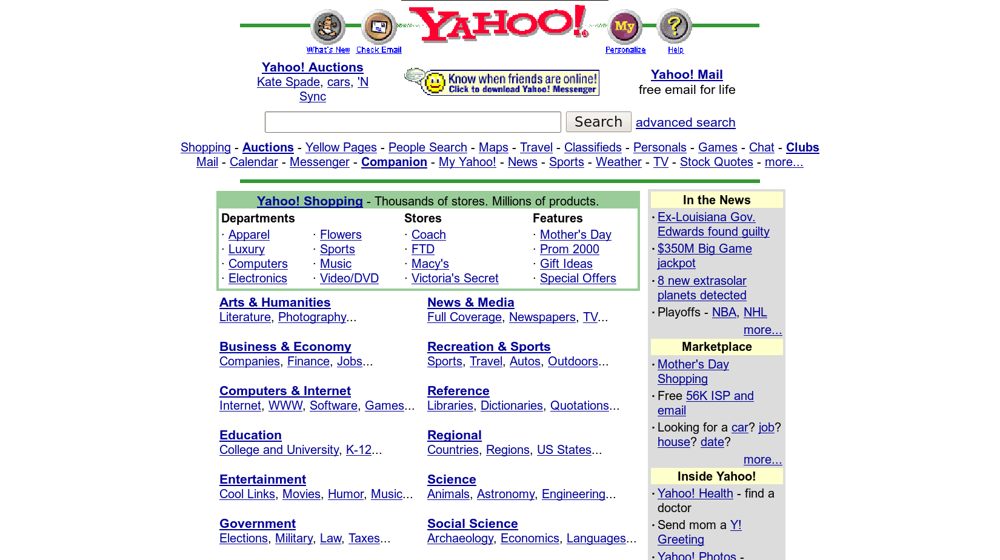 YAHOO!
My
?
What's New
Check Email
Personalize
Help
Yahoo! Auctions
Kate Spade, cars, 'N
Sync
Know when friends are online!
Click to download Yahoo! Messenger
Yahoo! Mail
free email for life
Search
advanced search
Shopping - Auctions - Yellow Pages - People Search - Maps - Travel - Classifieds - Personals - Games - Chat - Clubs
Mail - Calendar - Messenger - Companion - My Yahoo! - News - Sports - Weather - TV - Stock Quotes - more...
Yahoo! Shopping - Thousands of stores. Millions of products.
Departments Stores Features
· Apparel · Flowers · Coach · Mother's Day
· Luxury · Sports · FTD · Prom 2000
· Computers · Music · Macy's · Gift Ideas
· Electronics · Video/DVD · Victoria's Secret · Special Offers
Arts & Humanities
Literature, Photography...
News & Media
Full Coverage, Newspapers, TV...
Business & Economy
Companies, Finance, Jobs...
Recreation & Sports
Sports, Travel, Autos, Outdoors...
Computers & Internet
Internet, WWW, Software, Games...
Reference
Libraries, Dictionaries, Quotations...
Education
College and University, K-12...
Regional
Countries, Regions, US States...
Entertainment
Cool Links, Movies, Humor, Music...
Science
Animals, Astronomy, Engineering...
Government
Elections, Military, Law, Taxes...
Social Science
Archaeology, Economics, Languages...
In the News
· Ex-Louisiana Gov.
Edwards found guilty
· $350M Big Game
jackpot
· 8 new extrasolar
planets detected
· Playoffs - NBA, NHL
more...
Marketplace
· Mother's Day
Shopping
· Free 56K ISP and
email
· Looking for a car? job?
house? date?
more...
Inside Yahoo!
· Yahoo! Health - find a
doctor
· Send mom a Y!
Greeting
· Yahoo! Photos -